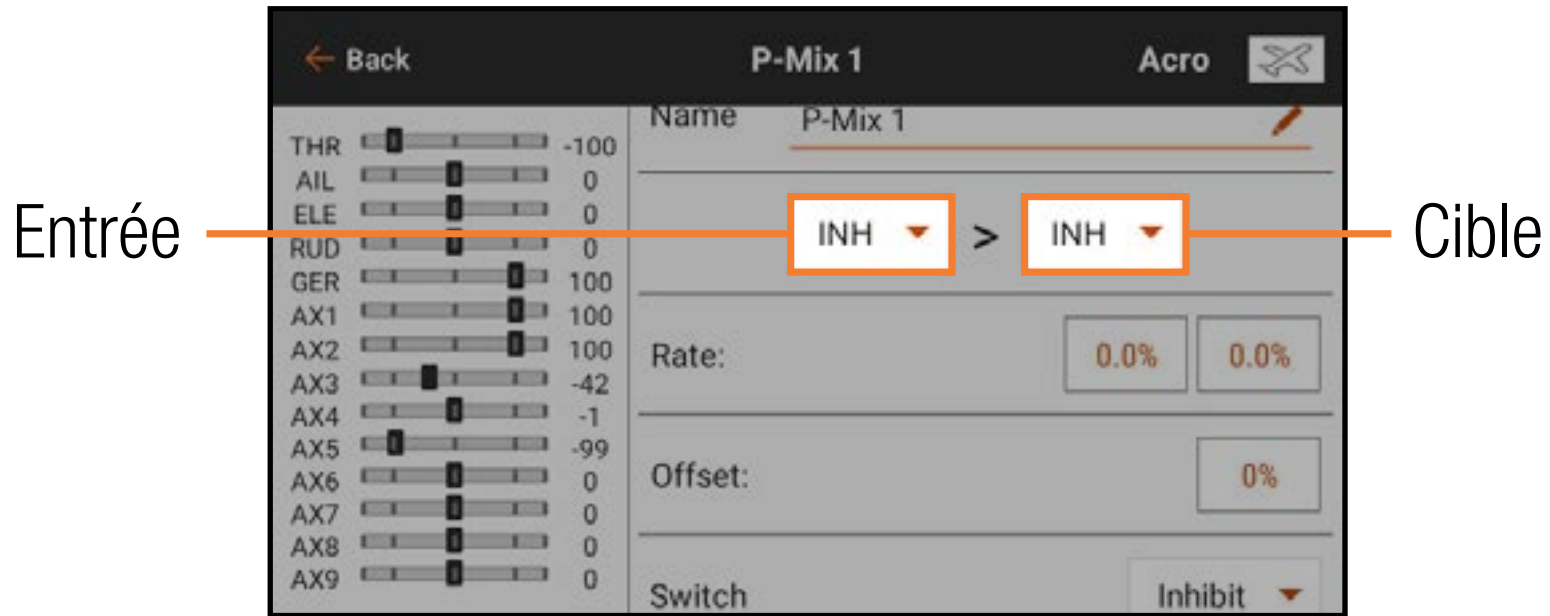 ← Back P-Mix 1 Acro
Name P-Mix 1
THR -100
AIL 0
ELE 0
RUD 0
GER 100
AX1 100
AX2 100
AX3 -42
AX4 -1
AX5 -99
AX6 0
AX7 0
AX8 0
AX9 0
Entrée INH > INH Cible
Rate: 0.0% 0.0%
Offset: 0%
Switch Inhibit